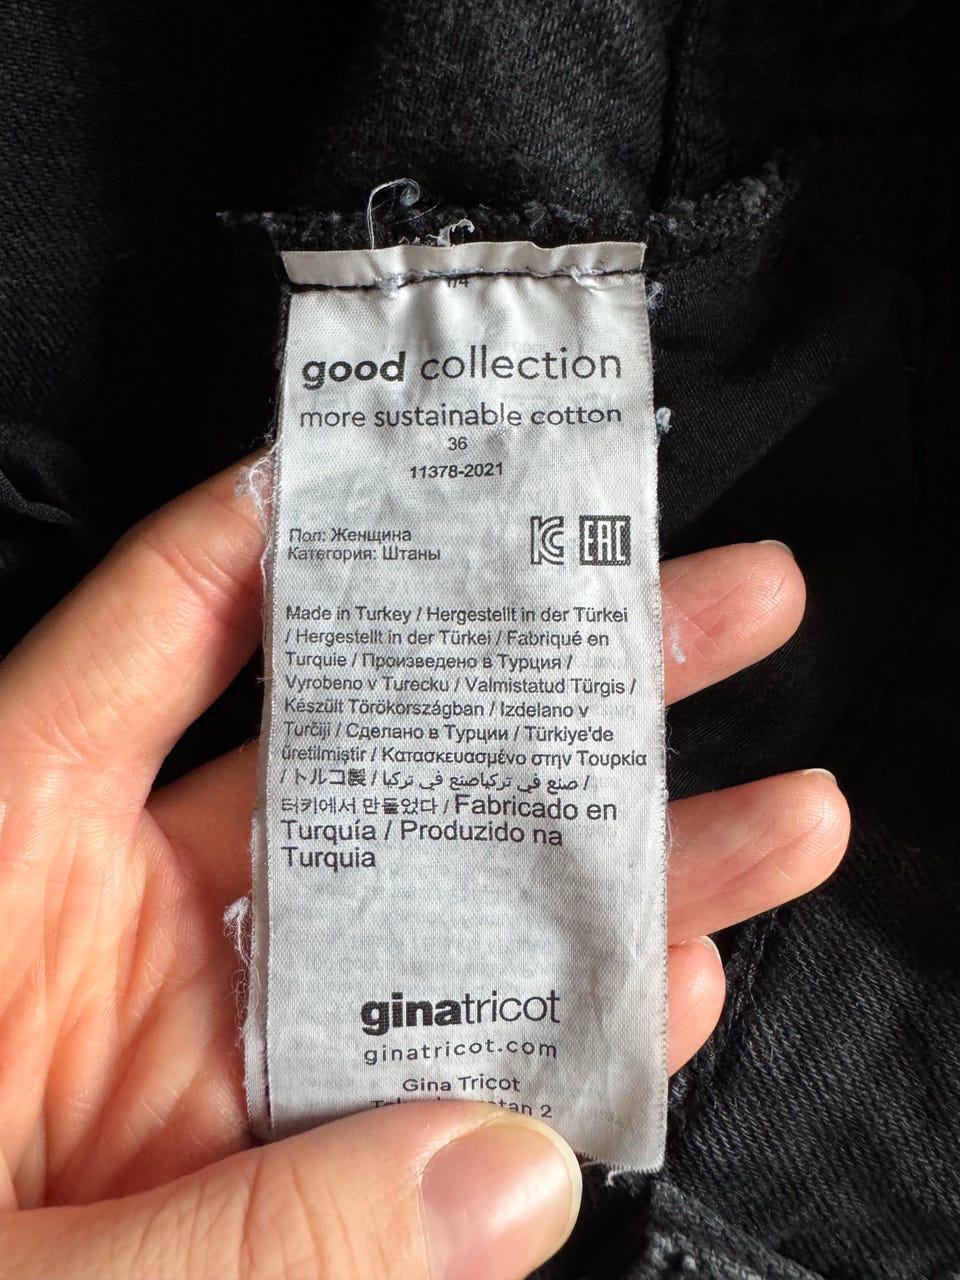 good collection
more sustainable cotton
36
11378-2021
Пол: Женщина
Категория: Штаны
EAC
Made in Turkey / Hergestellt in der Türkei
/ Hergestellt in der Türkei / Fabriqué en
Turquie / Произведено в Турция /
Vyrobeno v Turecku / Valmistatud Türgis /
Készült Törökországban / Izdelano v
Turčiji / Сделано в Турции / Türkiye'de
üretilmiştir / Κατασκευασμένο στην Τουρκία
/ トルコ製 / صنع في تركياصنع في تركيا /
터키에서 만들었다 / Fabricado en
Turquía / Produzido na
Turquia
ginatricot
ginatricot.com
Gina Tricot
2